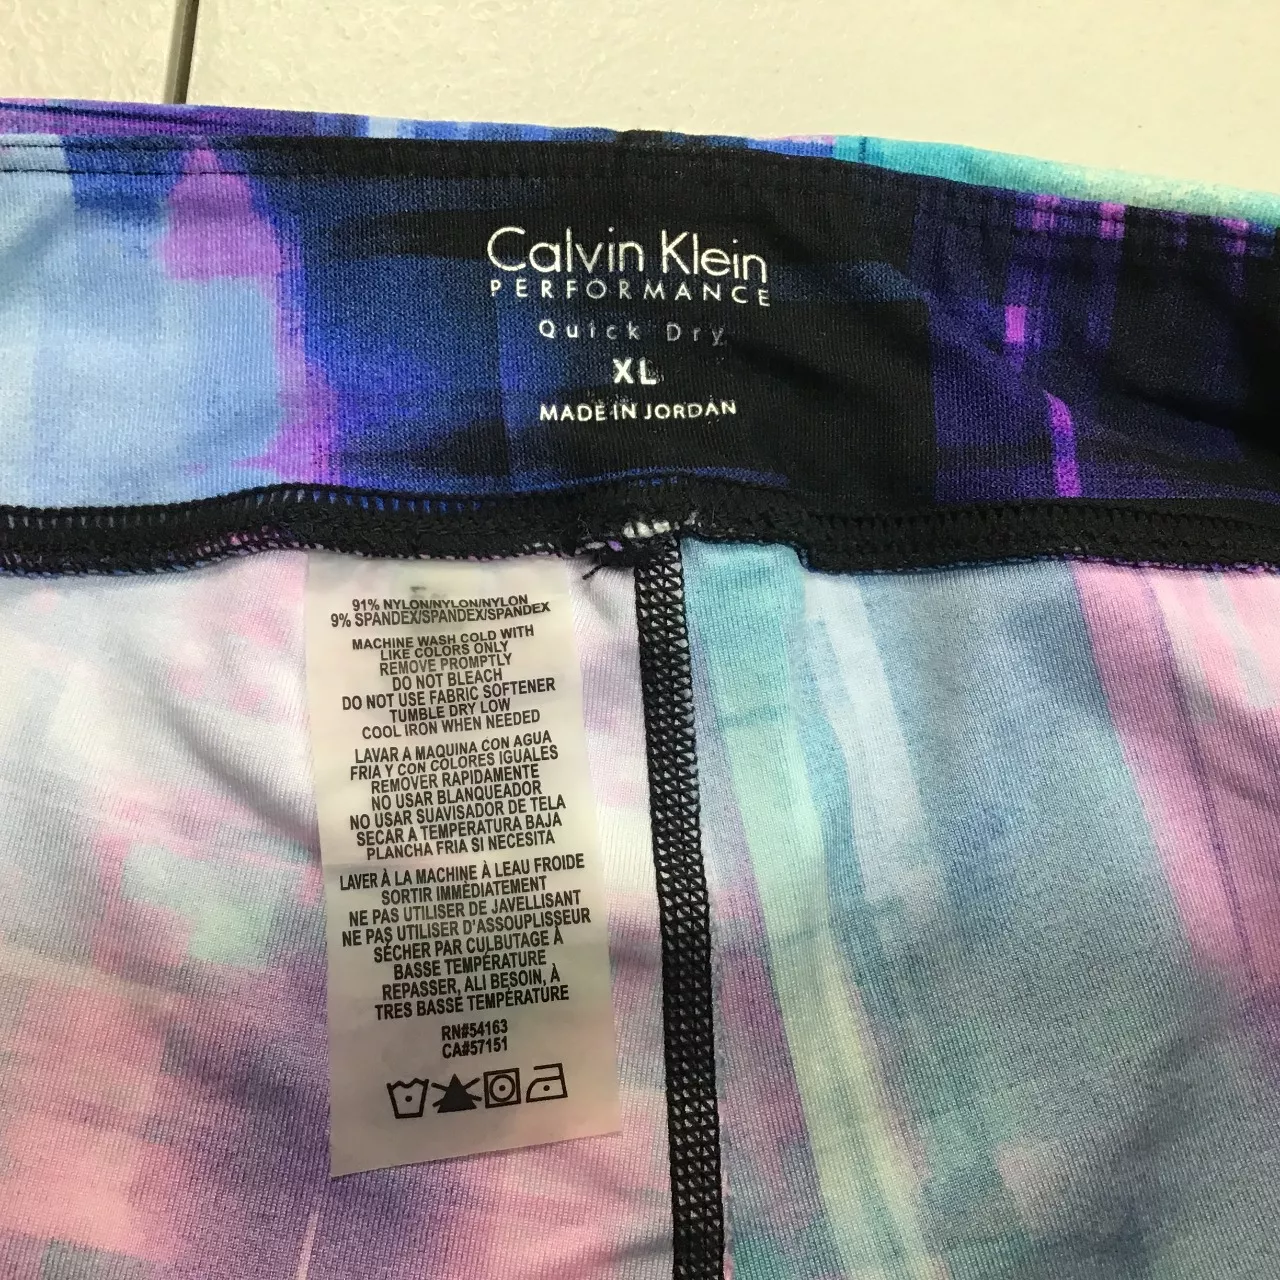 Calvin Klein
PERFORMANCE
Quick Dry
XL
MADE IN JORDAN
91% NYLON/NYLON/NYLON
9% SPANDEX/SPANDEX/SPANDEX
MACHINE WASH COLD WITH
LIKE COLORS ONLY
REMOVE PROMPTLY
DO NOT BLEACH
DO NOT USE FABRIC SOFTENER
TUMBLE DRY LOW
COOL IRON WHEN NEEDED
LAVAR A MAQUINA CON AGUA
FRIA Y CON COLORES IGUALES
REMOVER RAPIDAMENTE
NO USAR BLANQUEADOR
NO USAR SUAVISADOR DE TELA
SECAR A TEMPERATURA BAJA
PLANCHA FRIA SI NECESITA
LAVER À LA MACHINE À LEAU FROIDE
SORTIR IMMÉDIATEMENT
NE PAS UTILISER DE JAVELLISANT
NE PAS UTILISER D'ASSOUPLISSEUR
SÉCHER PAR CULBUTAGE À
BASSE TEMPÉRATURE
REPASSER, ALI BESOIN, À
TRES BASSE TEMPÉRATURE
RN#54163
CA#57151